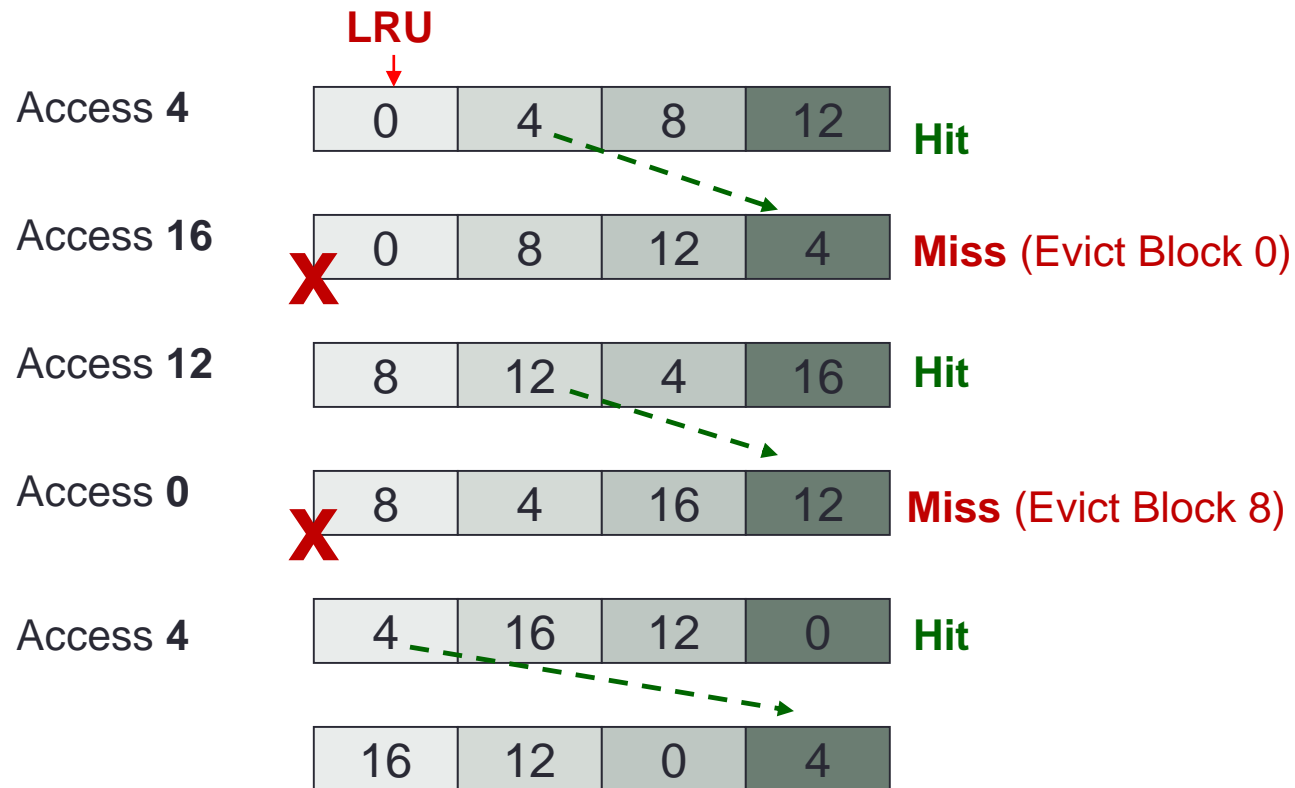 LRU
Access 4
0 4 8 12
Hit
Access 16
0 8 12 4
Miss (Evict Block 0)
X
Access 12
8 12 4 16
Hit
Access 0
8 4 16 12
Miss (Evict Block 8)
X
Access 4
4 16 12 0
Hit
16 12 0 4